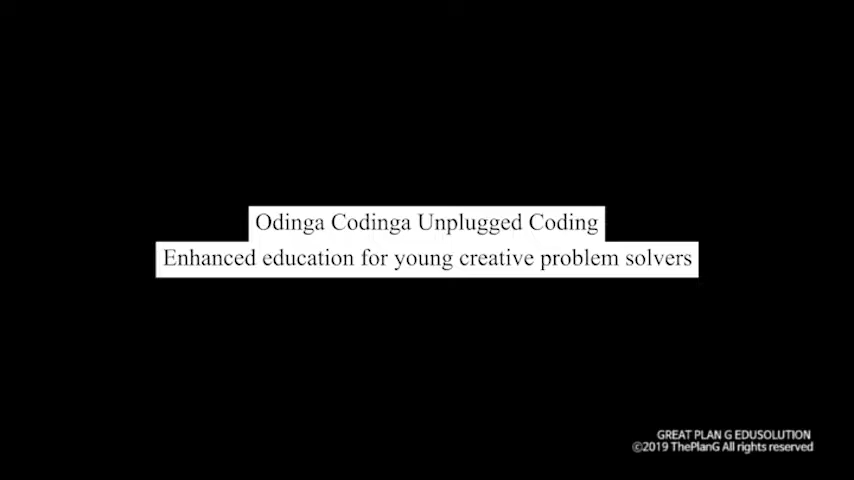 Odinga Codinga Unplugged Coding
Enhanced education for young creative problem solvers
GREAT PLAN G EDUSOLUTION
©2019 ThePlanG All rights reserved